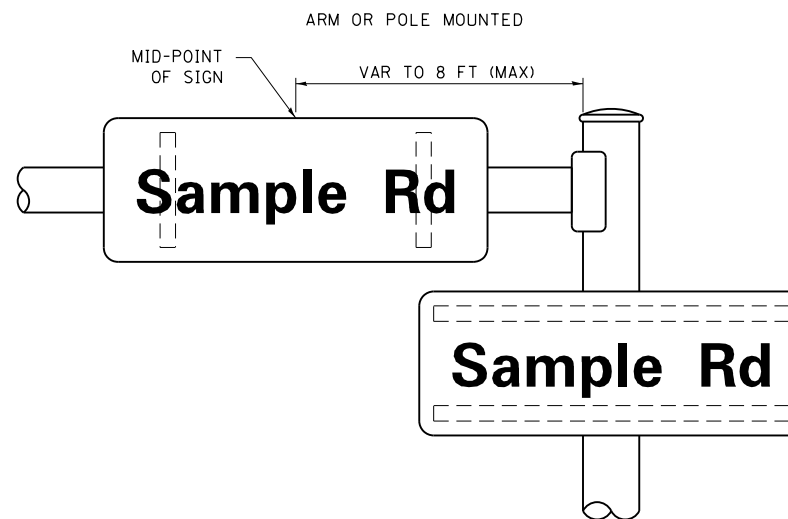 ARM OR POLE MOUNTED
MID-POINT
OF SIGN
VAR TO 8 FT (MAX)
Sample Rd
Sample Rd